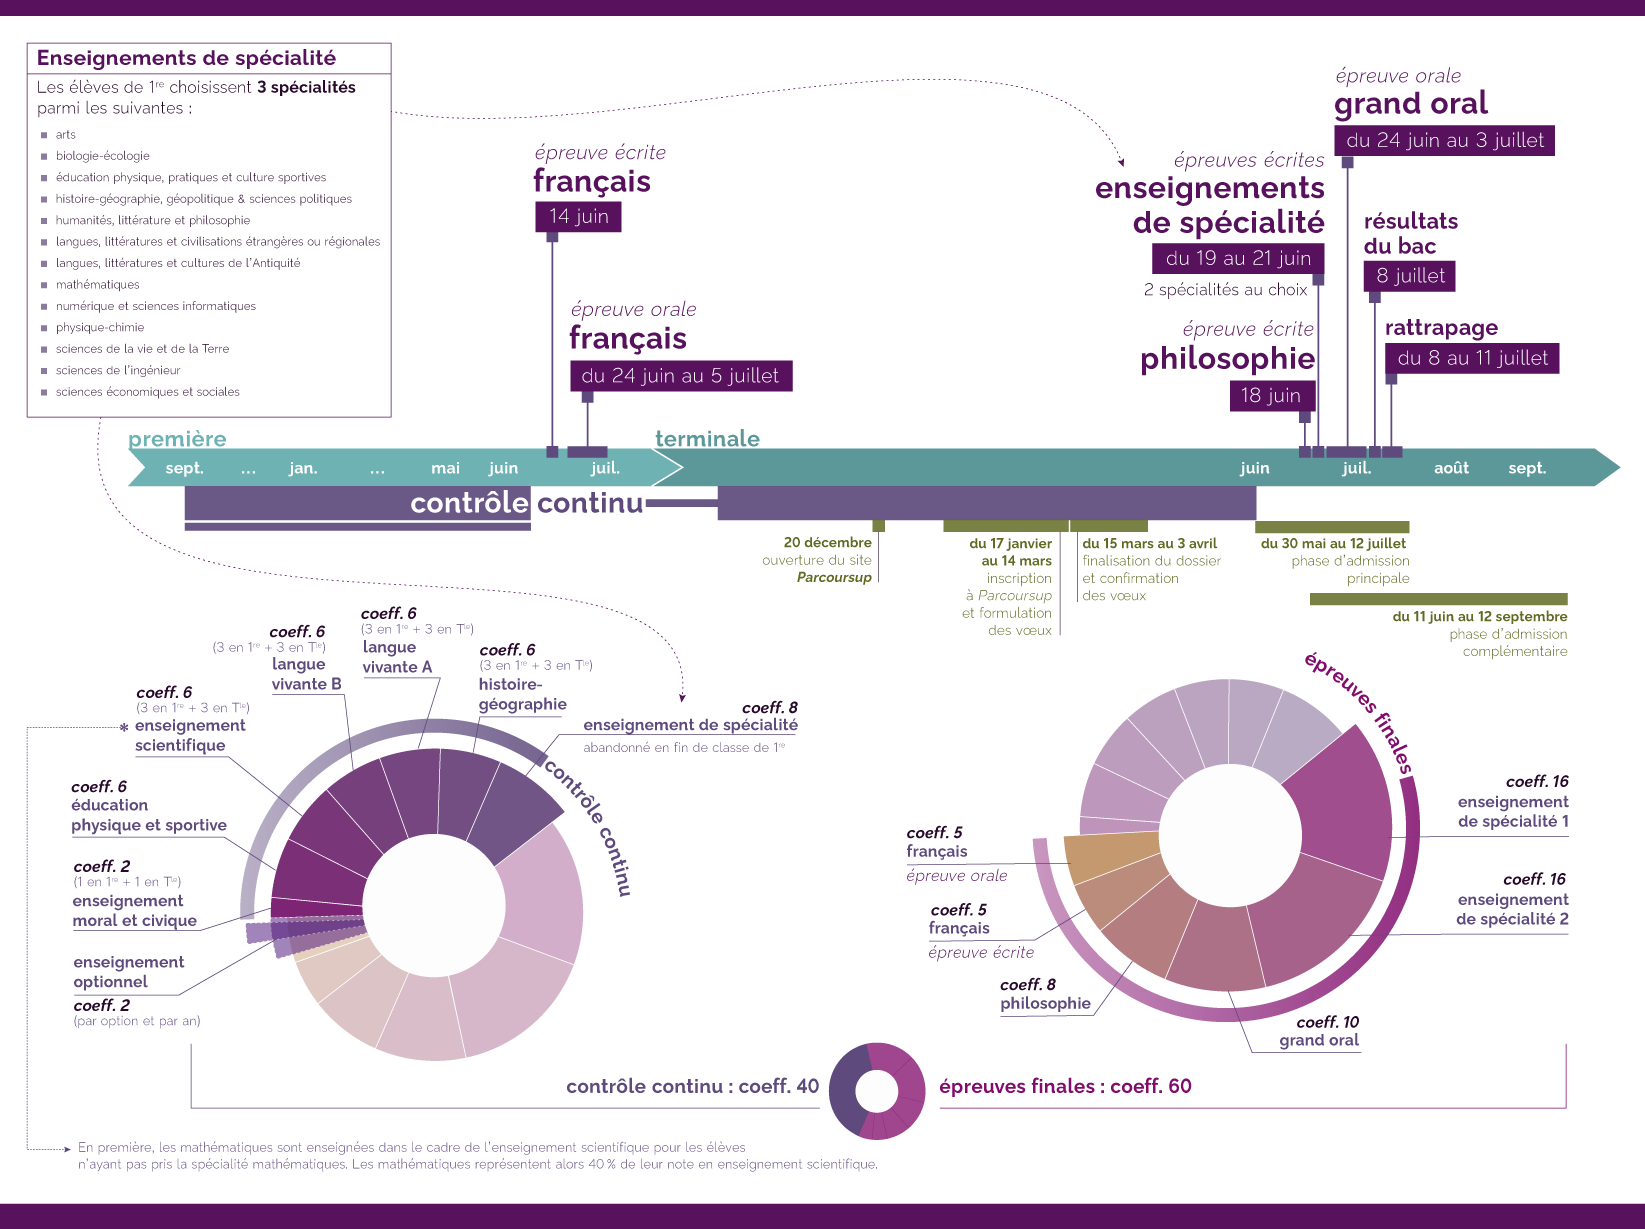 Enseignements de spécialité
Les élèves de 1re choisissent 3 spécialités
parmi les suivantes :
arts
biologie-écologie
éducation physique, pratiques et culture sportives
histoire-géographie, géopolitique & sciences politiques
humanités, littérature et philosophie
langues, littératures et civilisations étrangères ou régionales
langues, littératures et cultures de l'Antiquité
mathématiques
numérique et sciences informatiques
physique-chimie
sciences de la vie et de la Terre
sciences de l'ingénieur
sciences économiques et sociales
épreuve écrite
français
14 juin
épreuve orale
français
du 24 juin au 5 juillet
épreuves écrites
enseignements
de spécialité
du 19 au 21 juin
2 spécialités au choix
épreuve écrite
philosophie
18 juin
épreuve orale
grand oral
du 24 juin au 3 juillet
résultats
du bac
8 juillet
rattrapage
du 8 au 11 juillet
première
terminale
sept. ... jan. ... mai juin juil. juin juil. août sept.
contrôle continu
20 décembre
ouverture du site
Parcoursup
du 17 janvier
au 14 mars
inscription
à Parcoursup
et formulation
des vœux
du 15 mars au 3 avril
finalisation du dossier
et confirmation
des vœux
du 30 mai au 12 juillet
phase d'admission
principale
du 11 juin au 12 septembre
phase d'admission
complémentaire
coeff. 6
(3 en 1re + 3 en Tle)
langue
vivante A
coeff. 6
(3 en 1re + 3 en Tle)
langue
vivante B
coeff. 6
(3 en 1re + 3 en Tle)
histoire-
géographie
coeff. 6
(3 en 1re + 3 en Tle)
* enseignement
scientifique
coeff. 8
enseignement de spécialité
abandonné en fin de classe de 1re
contrôle continu
coeff. 6
éducation
physique et sportive
coeff. 2
(1 en 1re + 1 en Tle)
enseignement
moral et civique
enseignement
optionnel
coeff. 2
(par option et par an)
épreuves finales
coeff. 16
enseignement
de spécialité 1
coeff. 16
enseignement
de spécialité 2
coeff. 5
français
épreuve orale
coeff. 5
français
épreuve écrite
coeff. 8
philosophie
coeff. 10
grand oral
contrôle continu : coeff. 40
épreuves finales : coeff. 60
En première, les mathématiques sont enseignées dans le cadre de l'enseignement scientifique pour les élèves
n'ayant pas pris la spécialité mathématiques. Les mathématiques représentent alors 40 % de leur note en enseignement scientifique.